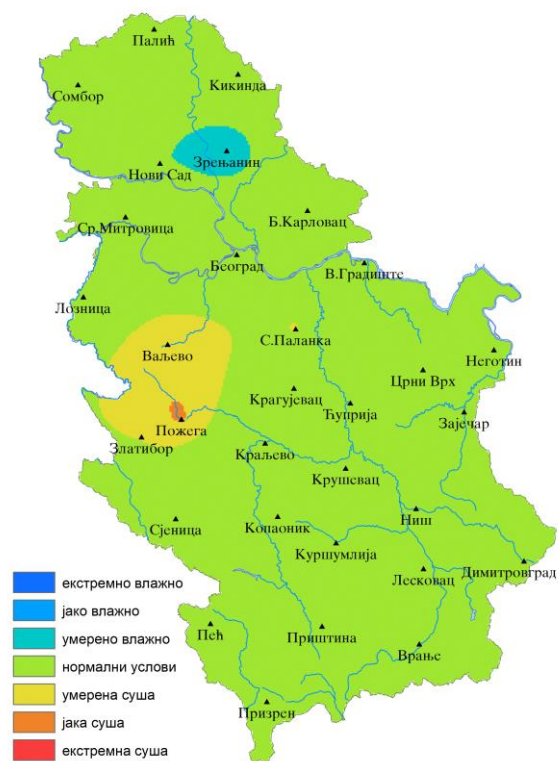 Палић
Кикинда
Сомбор
Зрењанин
Нови Сад
Б.Карловац
Ср.Митровица
Београд
В.Градиште
Лозница
С.Паланка
Ваљево
Неготин
Црни Врх
Крагујевац
Ћуприја
Зајечар
Пожега
Златибор
Краљево
Крушевац
Ниш
Сјеница
Копаоник
Куршумлија
Димитровград
Лесковац
Пећ
Приштина
Врање
Призрен
екстремно влажно
јако влажно
умерено влажно
нормални услови
умерена суша
јака суша
екстремна суша